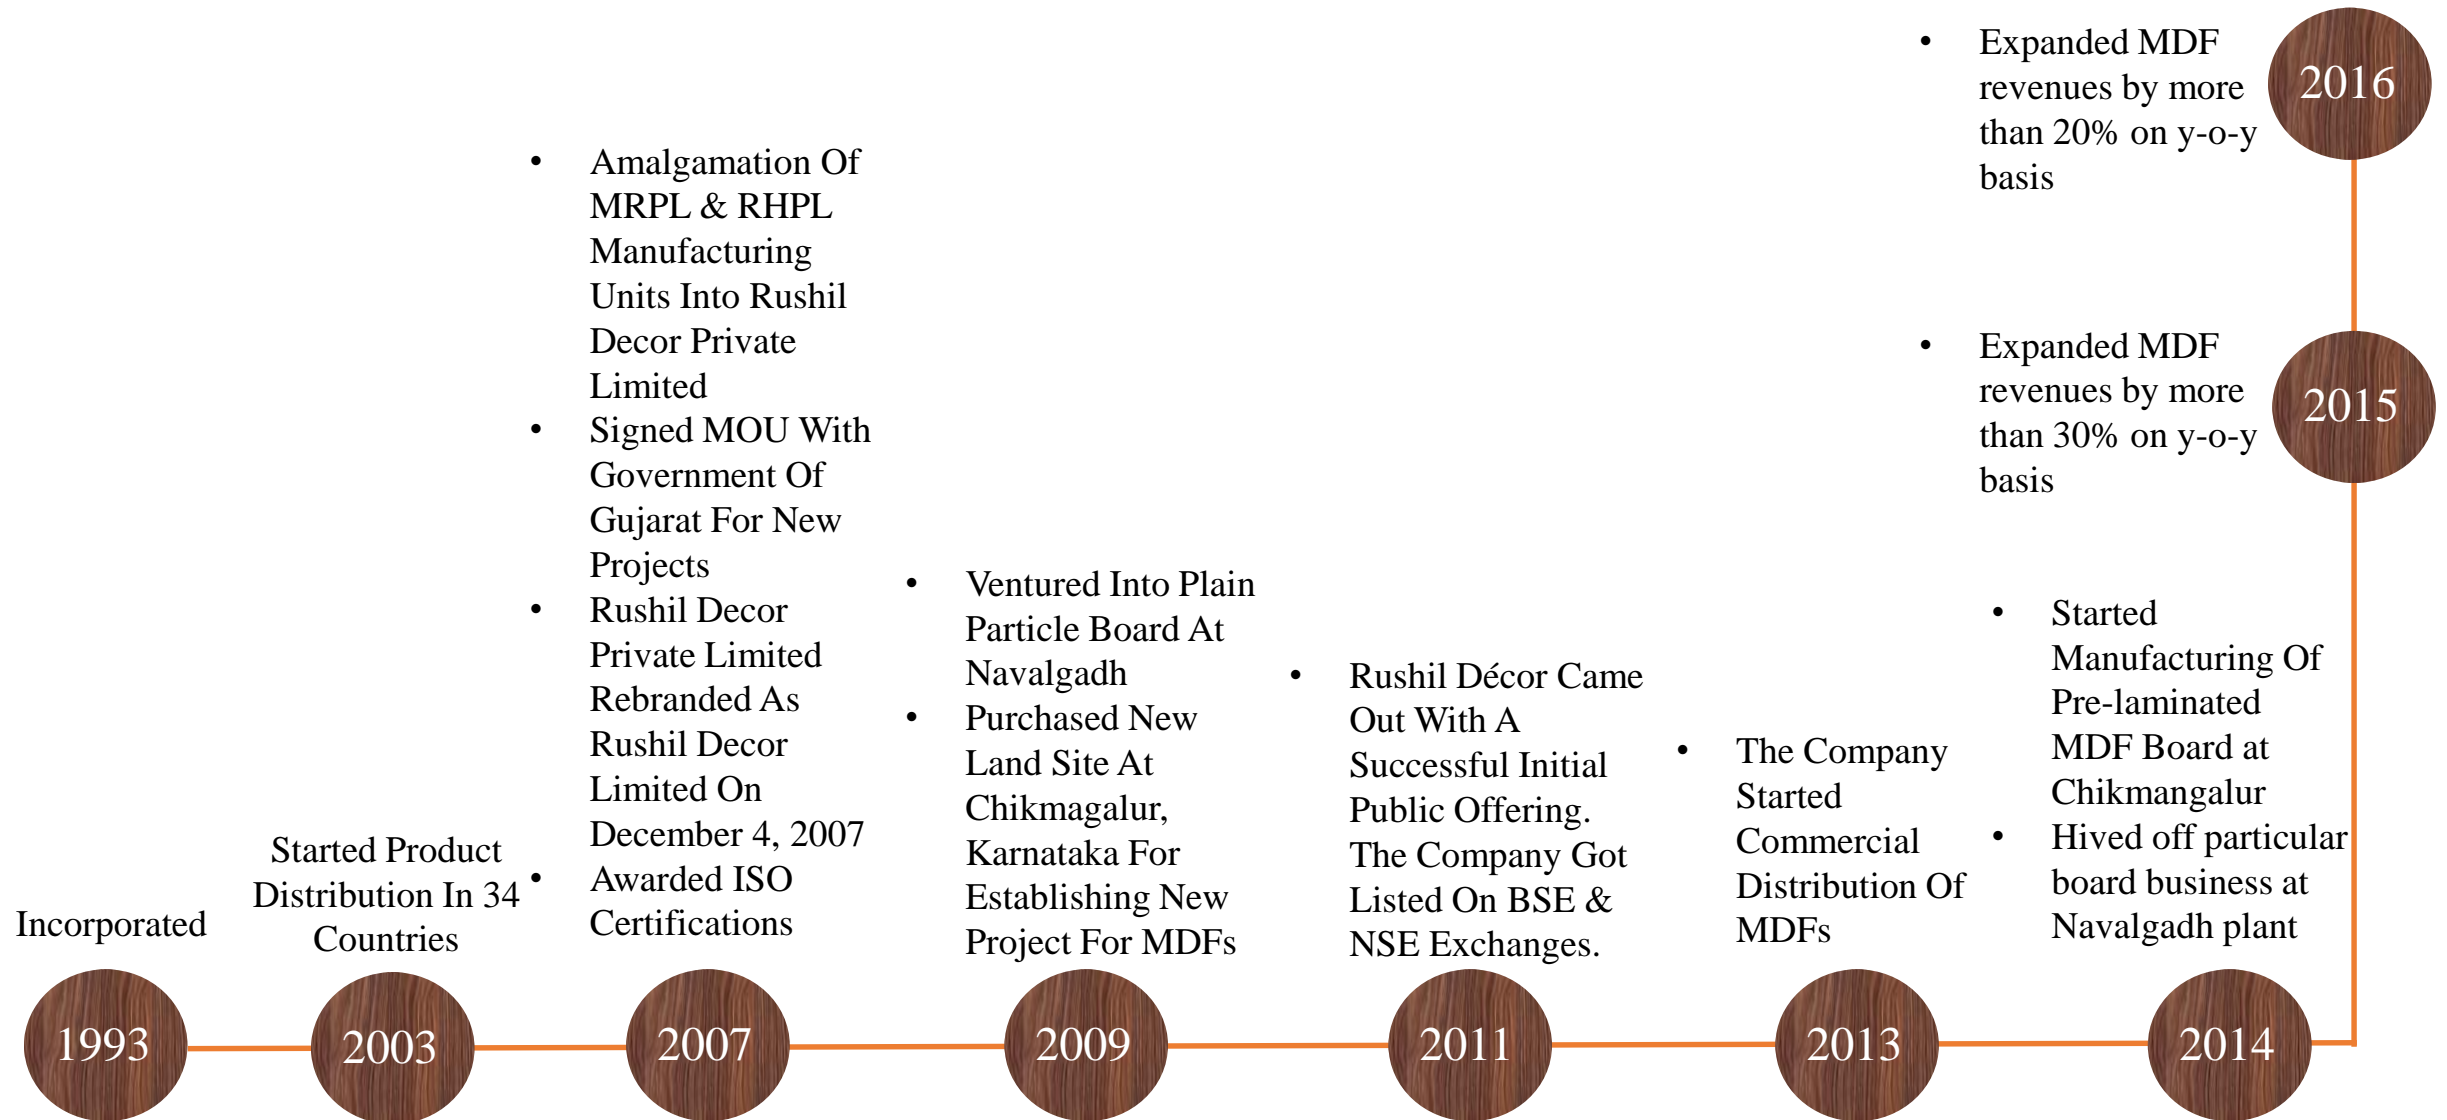 Incorporated
1993
Started Product
Distribution In 34
Countries
2003
• Amalgamation Of
MRPL & RHPL
Manufacturing
Units Into Rushil
Decor Private
Limited
• Signed MOU With
Government Of
Gujarat For New
Projects
• Rushil Decor
Private Limited
Rebranded As
Rushil Decor
Limited On
December 4, 2007
• Awarded ISO
Certifications
2007
• Ventured Into Plain
Particle Board At
Navalgadh
• Purchased New
Land Site At
Chikmagalur,
Karnataka For
Establishing New
Project For MDFs
2009
• Rushil Décor Came
Out With A
Successful Initial
Public Offering.
The Company Got
Listed On BSE &
NSE Exchanges.
2011
• The Company
Started
Commercial
Distribution Of
MDFs
2013
• Started
Manufacturing Of
Pre-laminated
MDF Board at
Chikmangalur
• Hived off particular
board business at
Navalgadh plant
2014
• Expanded MDF
revenues by more
than 30% on y-o-y
basis
2015
• Expanded MDF
revenues by more
than 20% on y-o-y
basis
2016